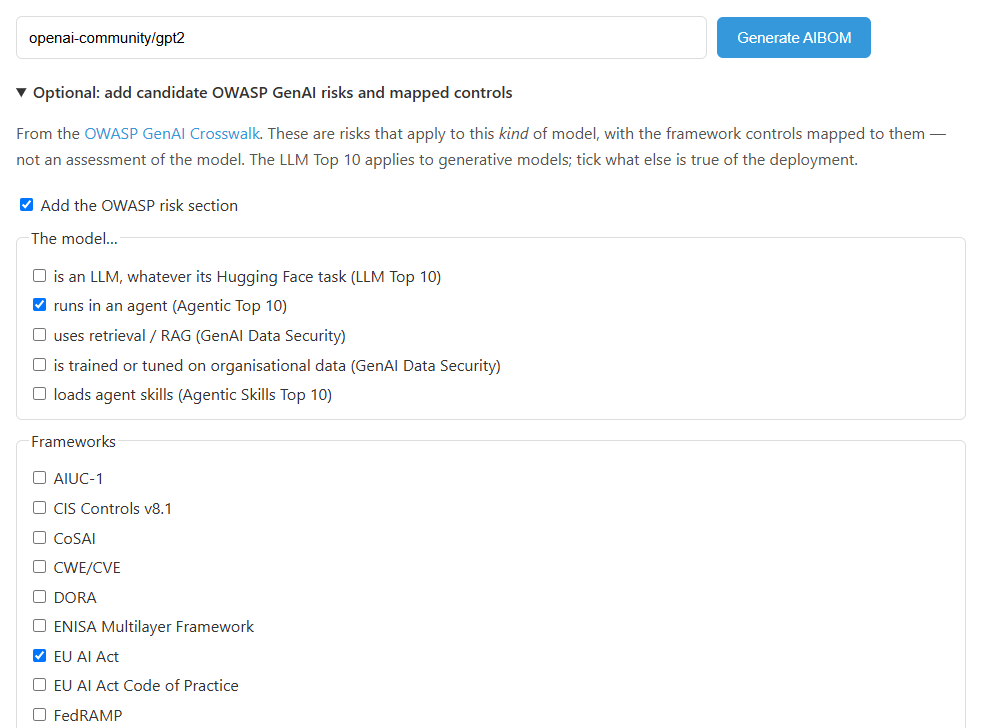 openai-community/gpt2
Generate AIBOM
▼ Optional: add candidate OWASP GenAI risks and mapped controls
From the OWASP GenAI Crosswalk. These are risks that apply to this kind of model, with the framework controls mapped to them —
not an assessment of the model. The LLM Top 10 applies to generative models; tick what else is true of the deployment.
Add the OWASP risk section
The model...
is an LLM, whatever its Hugging Face task (LLM Top 10)
runs in an agent (Agentic Top 10)
uses retrieval / RAG (GenAI Data Security)
is trained or tuned on organisational data (GenAI Data Security)
loads agent skills (Agentic Skills Top 10)
Frameworks
AIUC-1
CIS Controls v8.1
CoSAI
CWE/CVE
DORA
ENISA Multilayer Framework
EU AI Act
EU AI Act Code of Practice
FedRAMP